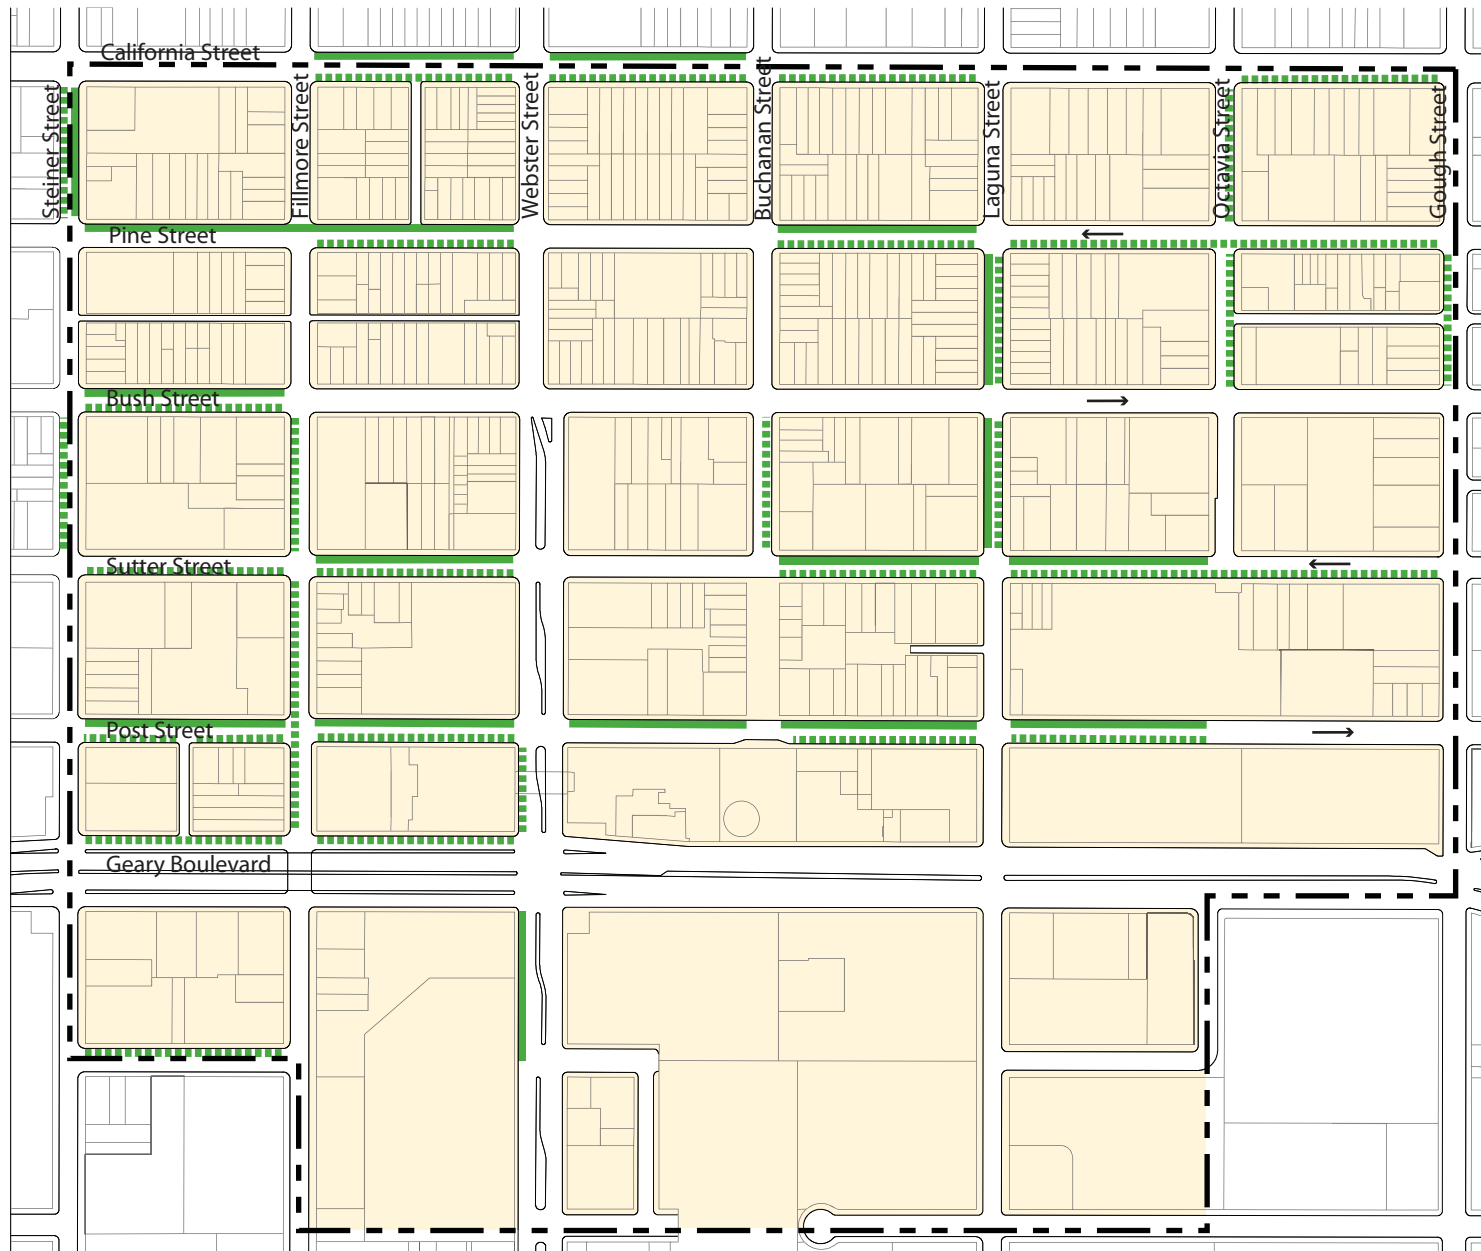 California Street
Steiner Street
Fillmore Street
Webster Street
Buchanan Street
Laguna Street
Octavia Street
Gough Street
Pine Street
Bush Street
Sutter Street
Post Street
Geary Boulevard